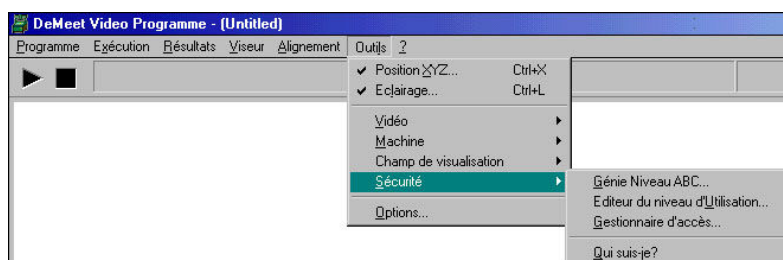 DeMeet Video Programme - (Untitled)
Programme Exécution Résultats Viseur Alignement Outils ?
Position XYZ... Ctrl+X
Eclairage... Ctrl+L
Vidéo
Machine
Champ de visualisation
Sécurité
Options...
Génie Niveau ABC...
Editeur du niveau d'Utilisation...
Gestionnaire d'accès...
Qui suis-je?